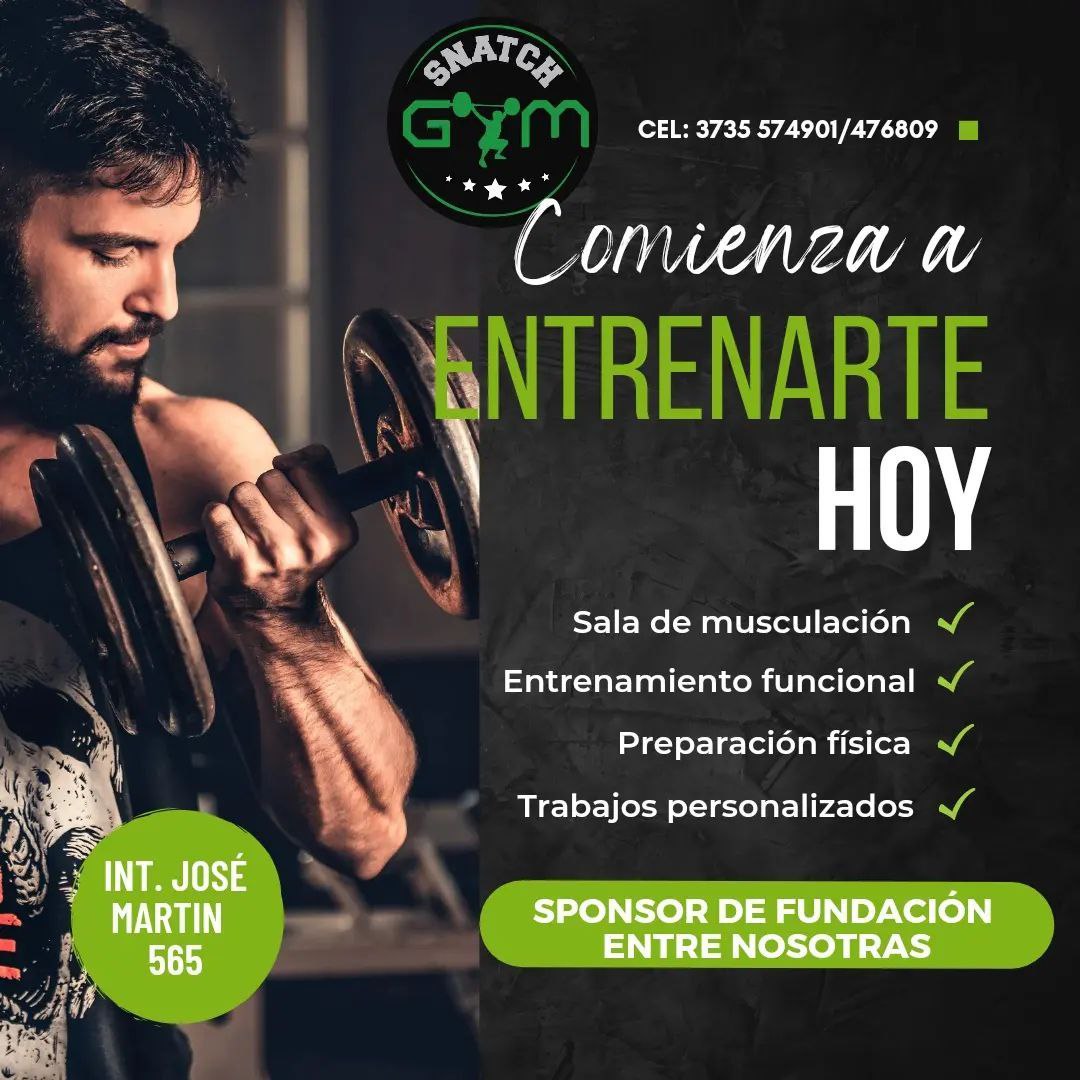 SNATCH
GYM
CEL: 3735 574901/476809
Comienza a
ENTRENARTE
HOY
Sala de musculación
Entrenamiento funcional
Preparación física
Trabajos personalizados
INT. JOSÉ
MARTIN
565
SPONSOR DE FUNDACIÓN
ENTRE NOSOTRAS